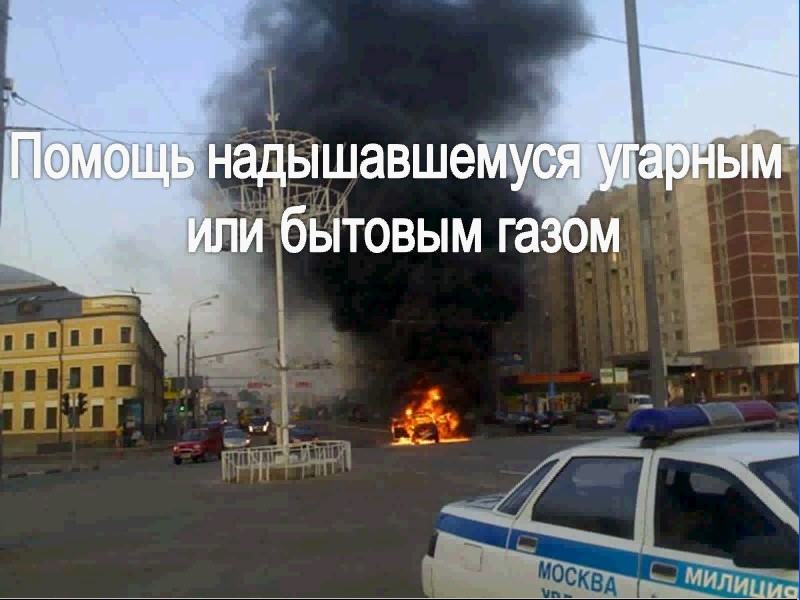 Помощь надышавшемуся угарным
или бытовым газом
МОСКВА
МИЛИЦИЯ